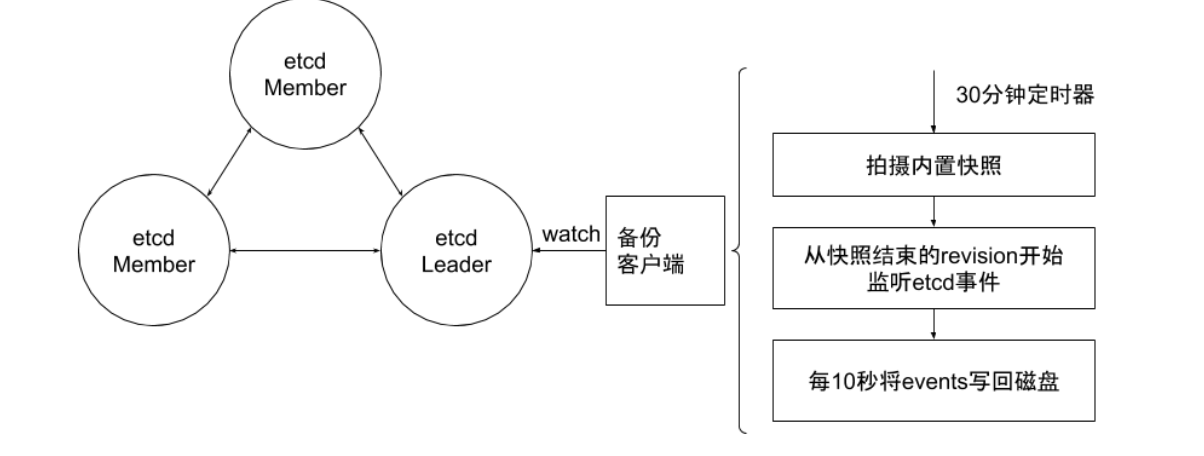 etcd
Member
etcd
Member
etcd
Leader
watch
备份
客户端
30分钟定时器
拍摄内置快照
从快照结束的revision开始
监听etcd事件
每10秒将events写回磁盘